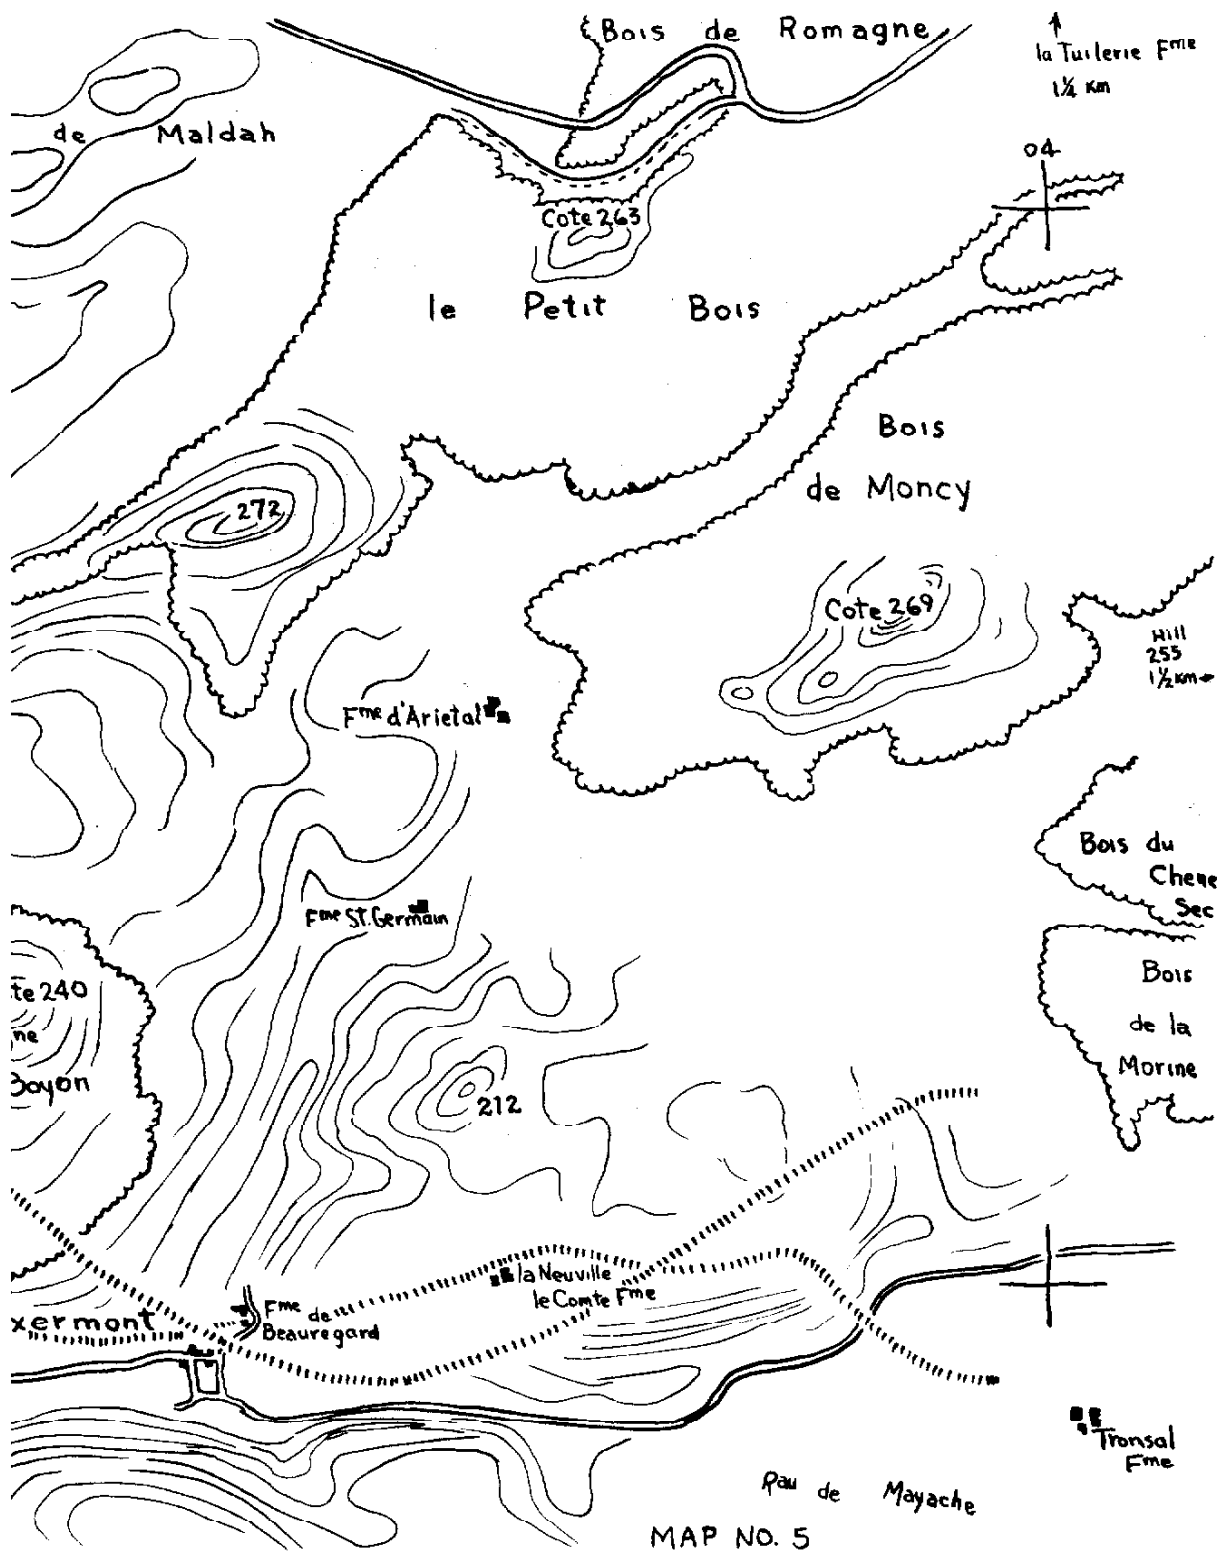 Bois de Romagne
la Tuilerie Fme
1¼ Km
de Maldah
04
Cote 263
le Petit Bois
Bois
de Moncy
272
Cote 269
Hill
255
1½ Km
Fme d'Arietal
Bois du
Chene
Sec
Fme St. Germain
te 240
ne
Boyon
Bois
de la
Morine
212
la Neuville
le Comte Fme
xermont
Fme de
Beauregard
Tronsal
Fme
Rau de Mayache
MAP NO. 5